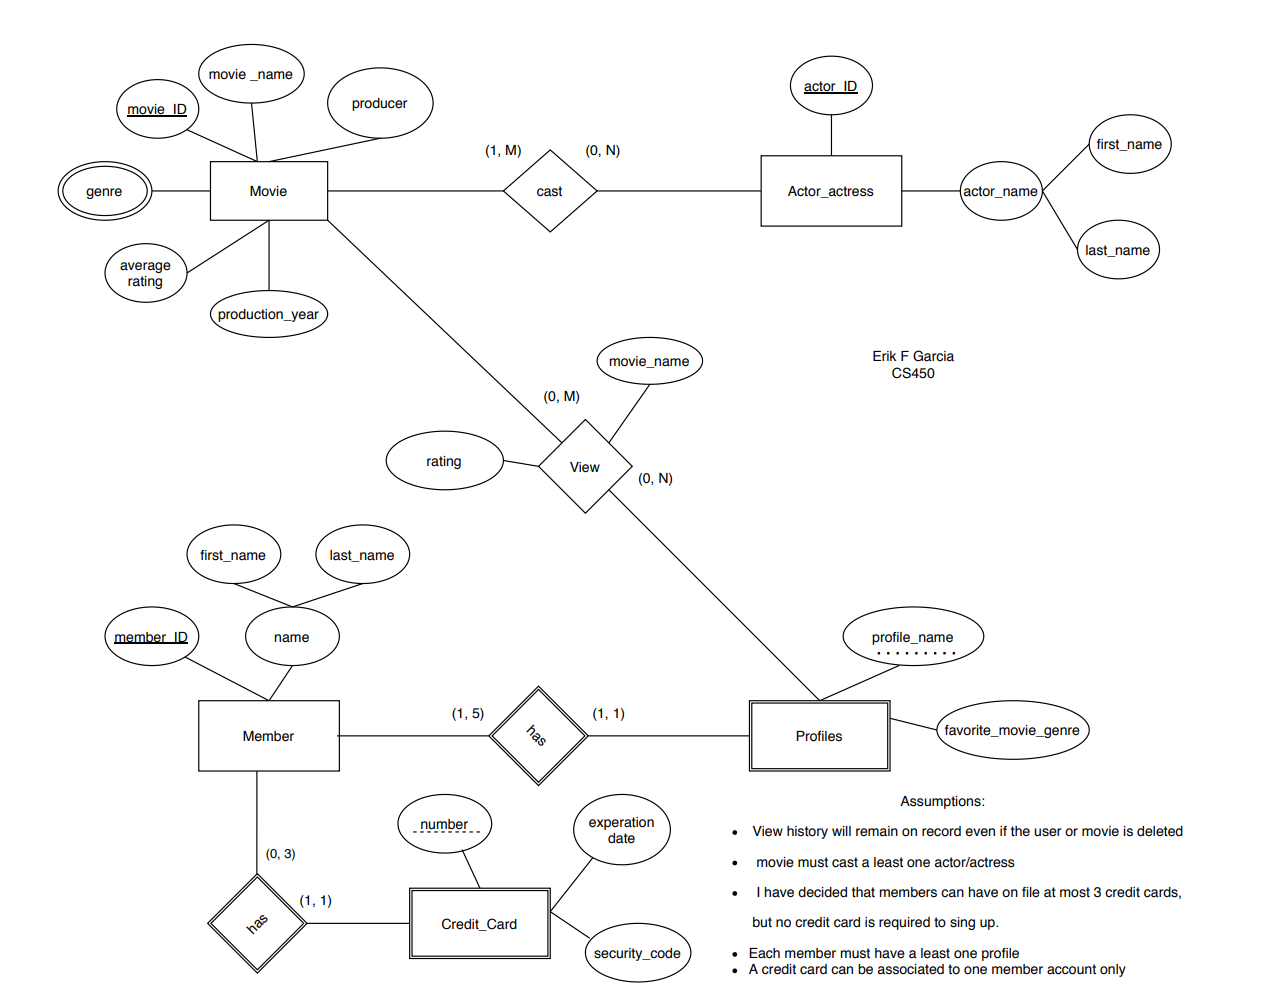 movie _name
movie_ID
producer
genre
Movie
average
rating
production_year
(1, M)
(0, N)
cast
actor_ID
Actor_actress
actor_name
first_name
last_name
Erik F Garcia
CS450
movie_name
(0, M)
rating
View
(0, N)
first_name
last_name
member_ID
name
profile_name
Member
(1, 5)
has
(1, 1)
Profiles
favorite_movie_genre
number
experation
date
(0, 3)
has
(1, 1)
Credit_Card
security_code
Assumptions:
• View history will remain on record even if the user or movie is deleted
• movie must cast a least one actor/actress
• I have decided that members can have on file at most 3 credit cards,
but no credit card is required to sing up.
• Each member must have a least one profile
• A credit card can be associated to one member account only